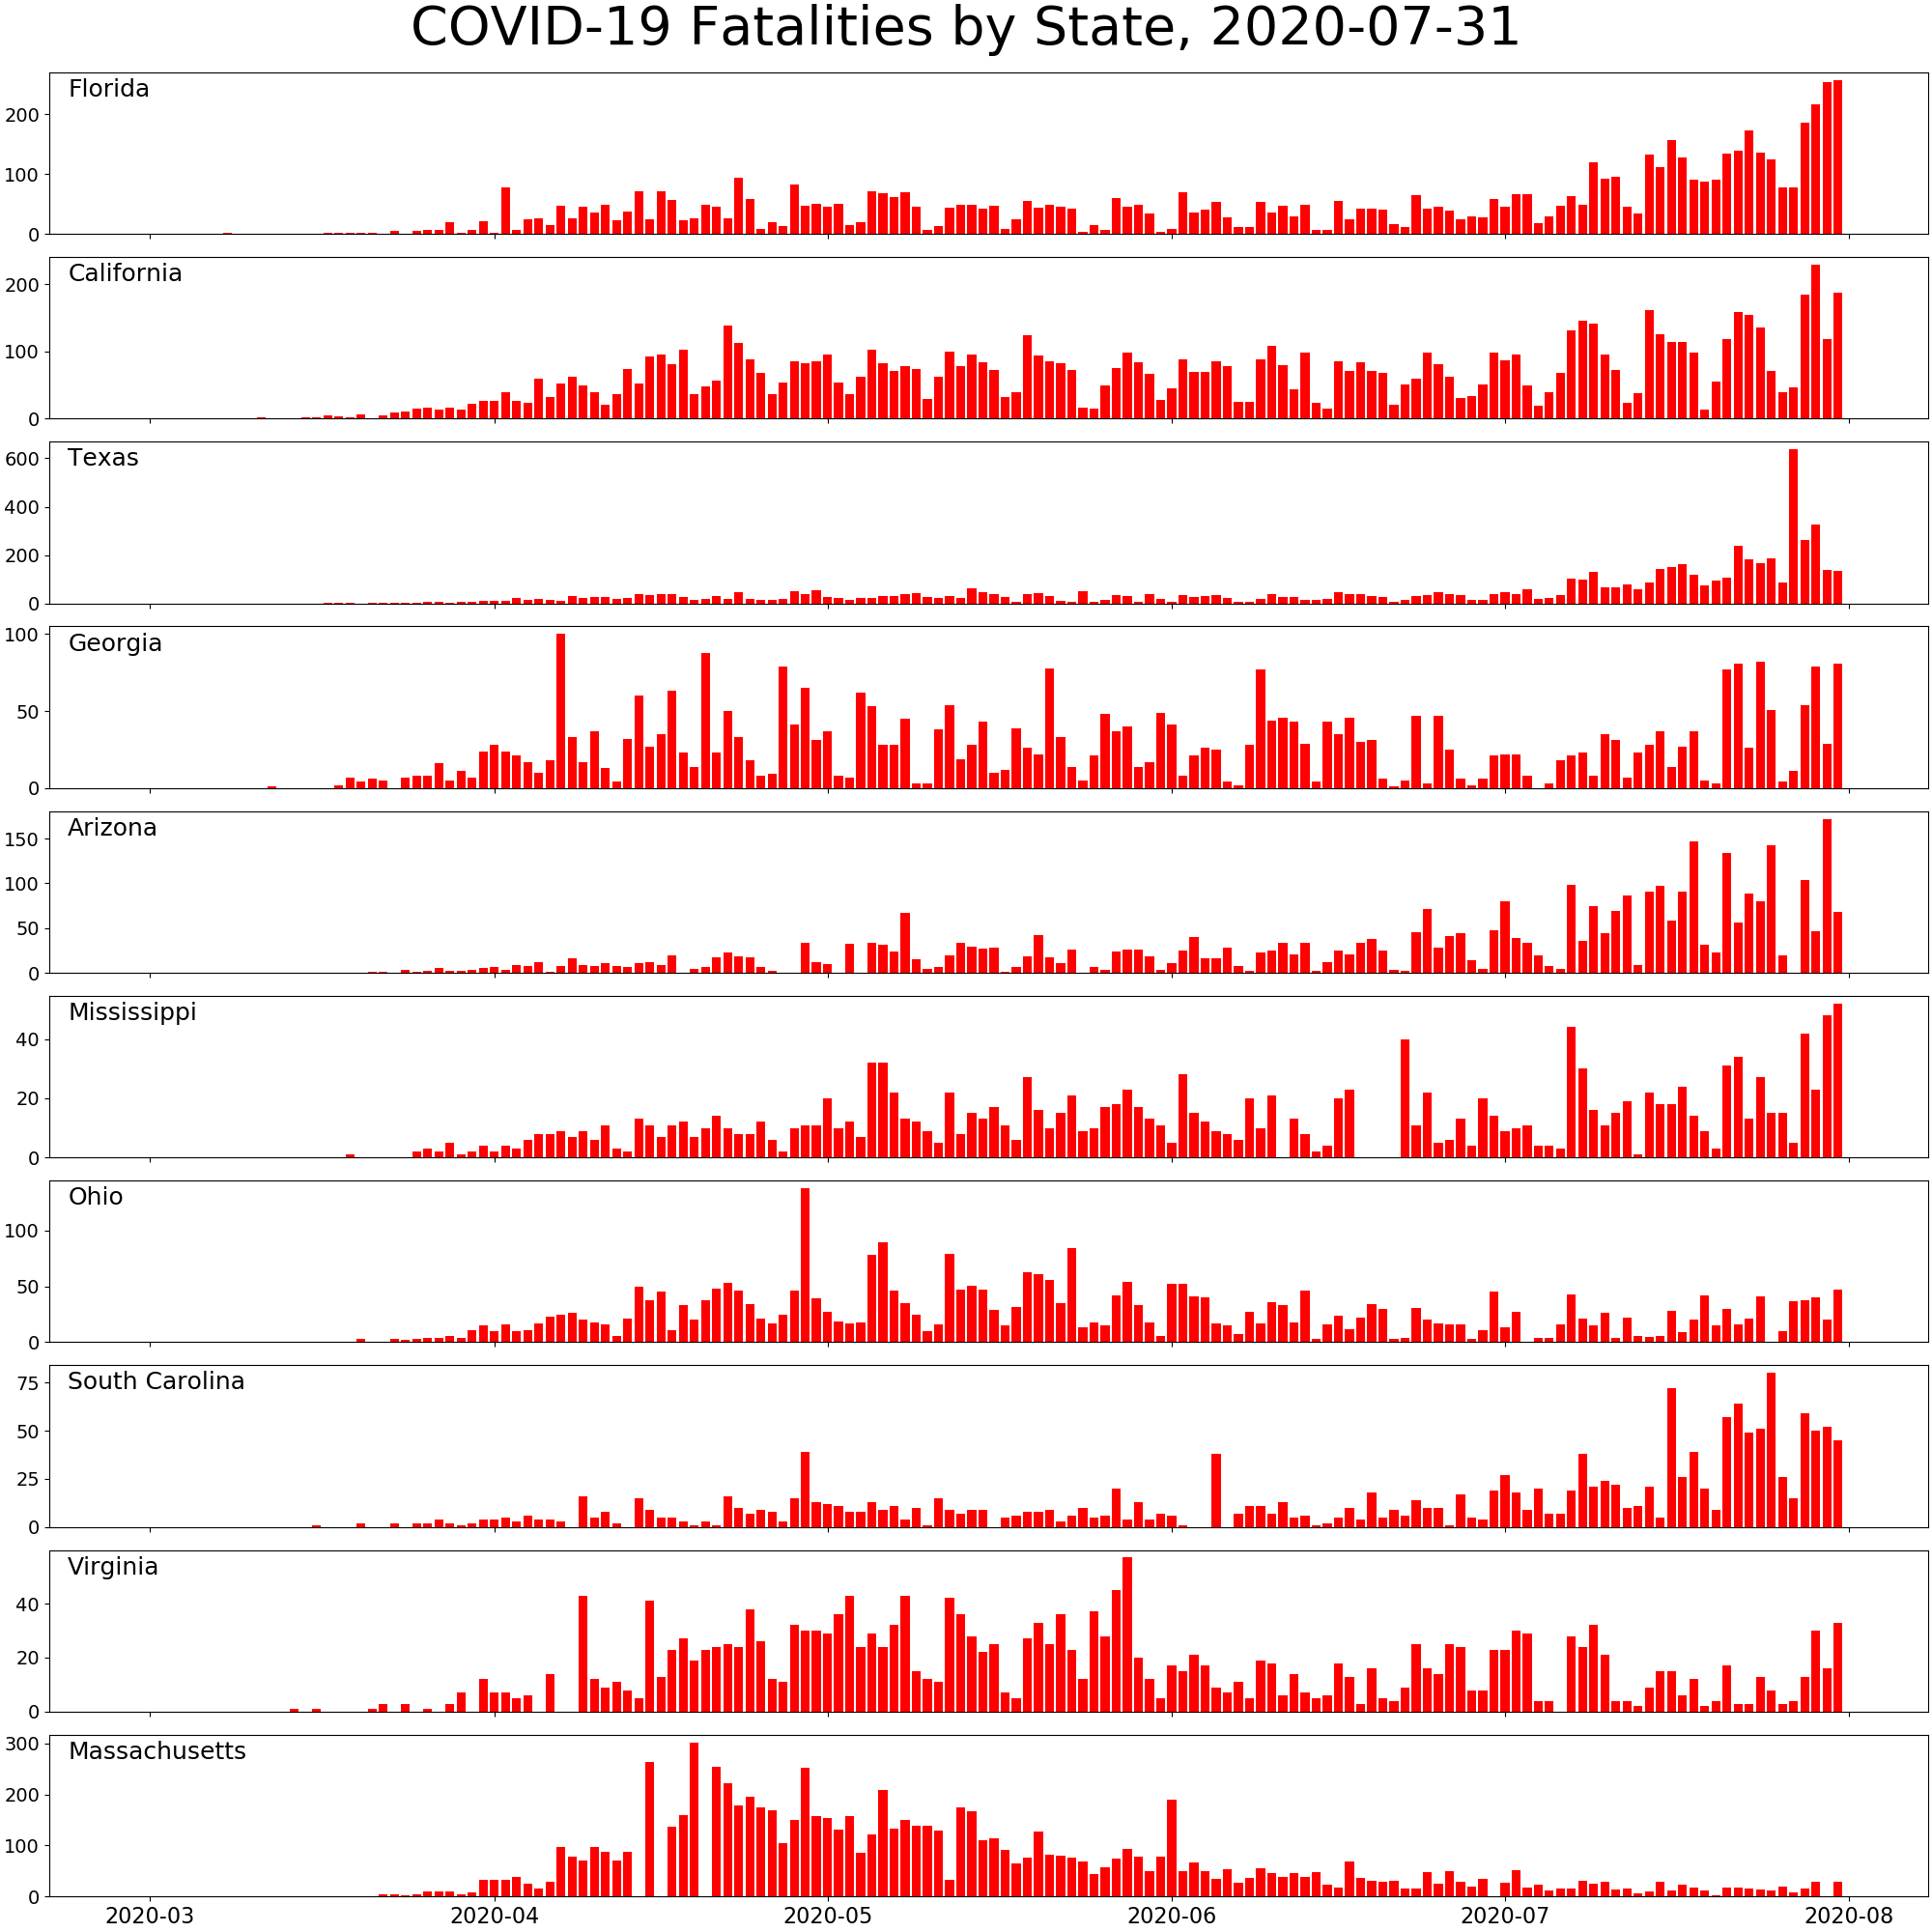 COVID-19 Fatalities by State, 2020-07-31
Florida
200
100
0
California
200
100
0
Texas
600
400
200
0
Georgia
100
50
0
Arizona
150
100
50
0
Mississippi
40
20
0
Ohio
100
50
0
South Carolina
75
50
25
0
Virginia
40
20
0
Massachusetts
300
200
100
0
2020-03 2020-04 2020-05 2020-06 2020-07 2020-08